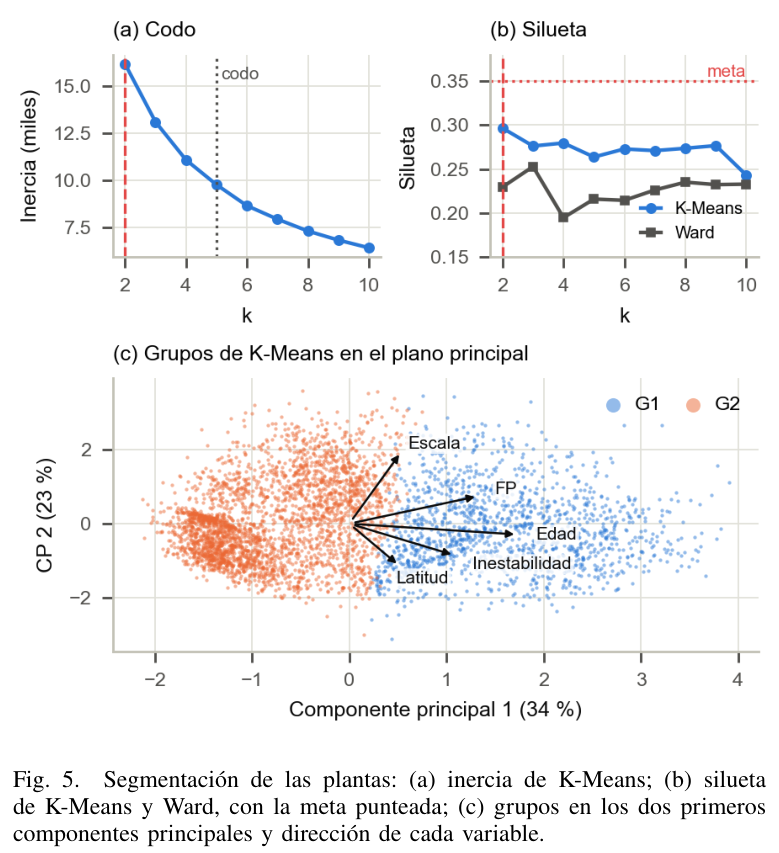 (a) Codo
Inercia (miles)
15.0
12.5
10.0
7.5
codo
2 4 6 8 10
k
(b) Silueta
Silueta
0.35
0.30
0.25
0.20
0.15
meta
K-Means
Ward
2 4 6 8 10
k
(c) Grupos de K-Means en el plano principal
CP 2 (23 %)
2
0
−2
G1 G2
Escala
FP
Edad
Inestabilidad
Latitud
−2 −1 0 1 2 3 4
Componente principal 1 (34 %)
Fig. 5. Segmentación de las plantas: (a) inercia de K-Means; (b) silueta
de K-Means y Ward, con la meta punteada; (c) grupos en los dos primeros
componentes principales y dirección de cada variable.